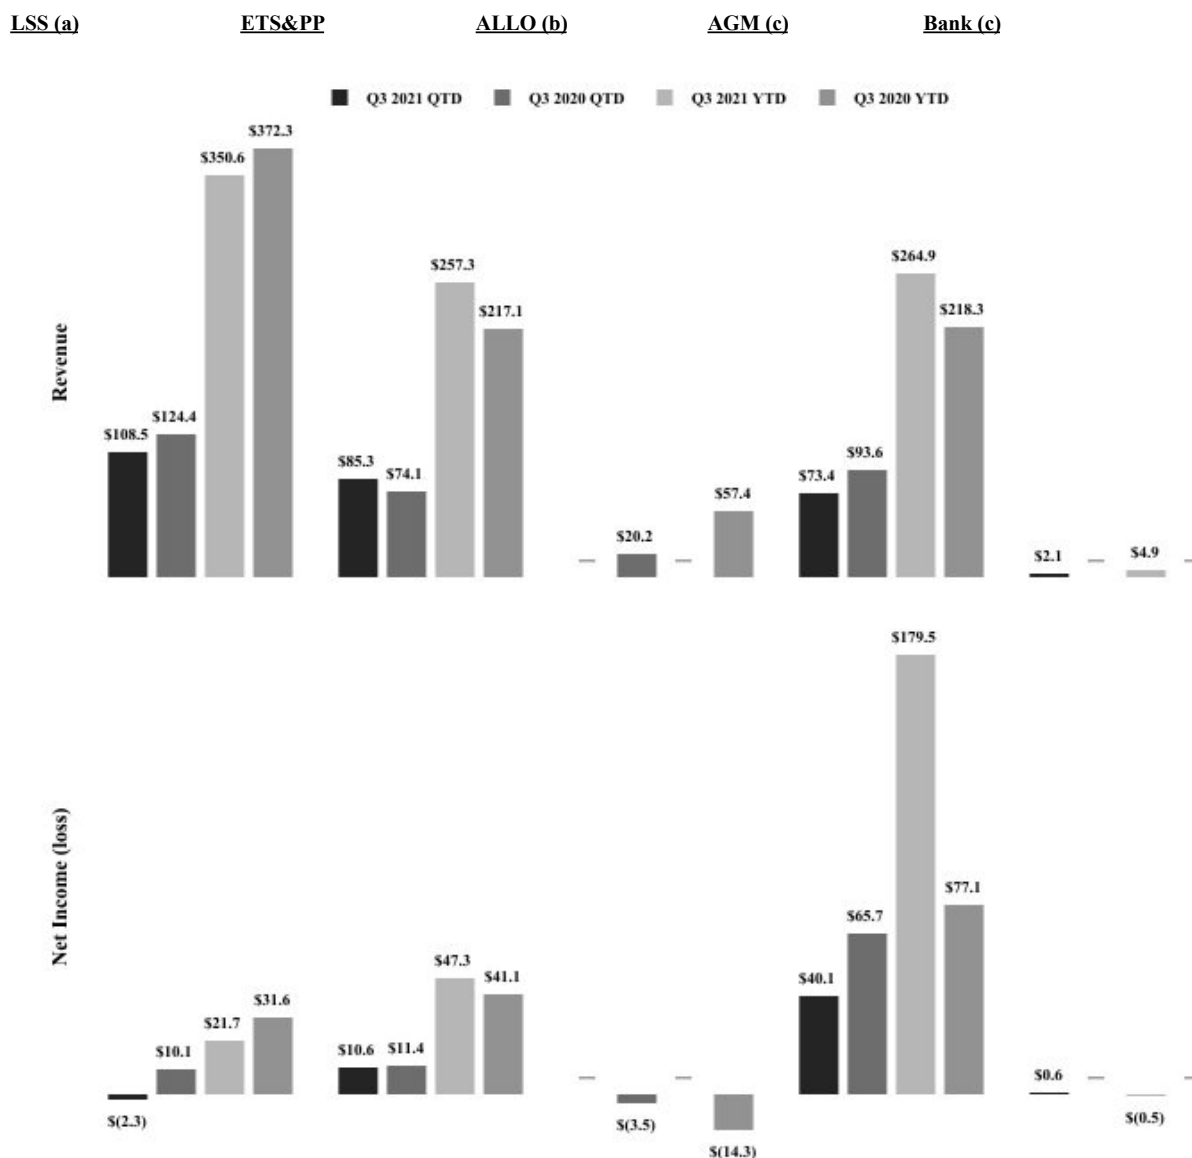 LSS (a) ETS&PP ALLO (b) AGM (c) Bank (c)
Q3 2021 QTD Q3 2020 QTD Q3 2021 YTD Q3 2020 YTD
Revenue
$108.5 $124.4 $350.6 $372.3
$85.3 $74.1 $257.3 $217.1
– $20.2 – $57.4
$73.4 $93.6 $264.9 $218.3
$2.1 – $4.9 –
Net Income (loss)
$(2.3) $10.1 $21.7 $31.6
$10.6 $11.4 $47.3 $41.1
– $(3.5) – $(14.3)
$40.1 $65.7 $179.5 $77.1
$0.6 – $(0.5) –